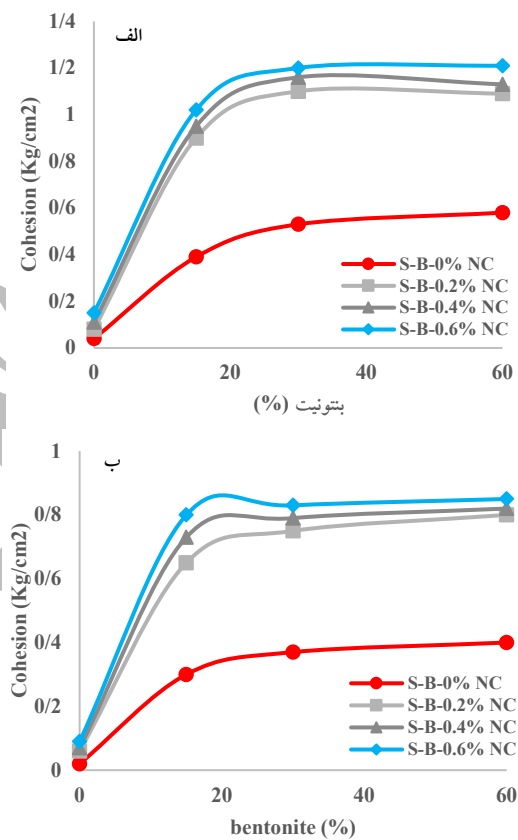 الف
1/4
1/2
1
0/8
0/6
0/4
0/2
0
Cohesion (Kg/cm2)
S-B-0% NC
S-B-0.2% NC
S-B-0.4% NC
S-B-0.6% NC
0 20 40 60
بنتونیت (%)
ب
1
0/8
0/6
0/4
0/2
0
Cohesion (Kg/cm2)
S-B-0% NC
S-B-0.2% NC
S-B-0.4% NC
S-B-0.6% NC
0 20 40 60
bentonite (%)